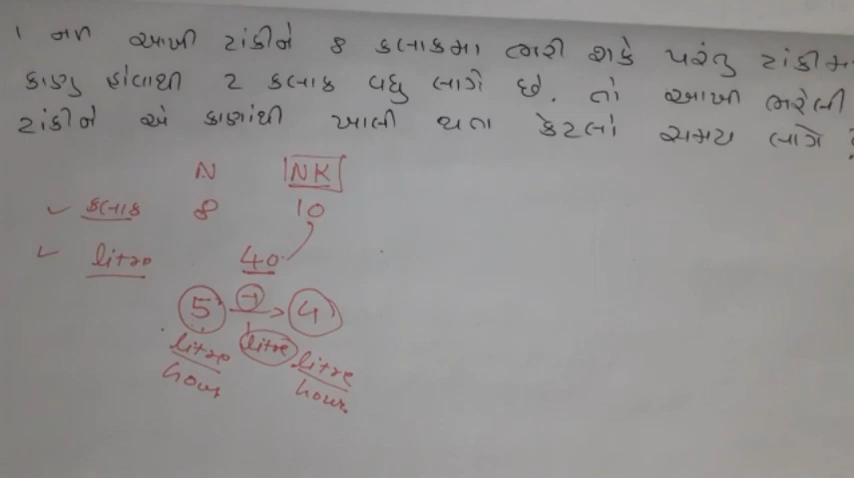 1 નળ આખી ટાંકીને 8 કલાકમાં ભરી શકે પરંતુ ટાંકીમ
કાણુ હોવાથી 2 કલાક વધુ લાગે છે. તો આખી ભરેલી
ટાંકીને એ કાણાંથી ખાલી થતા કેટલો સમય લાગે ?
N NK
કલાક 8 10
litre 40
5 -1 4
litre/hour litre litre/hour.